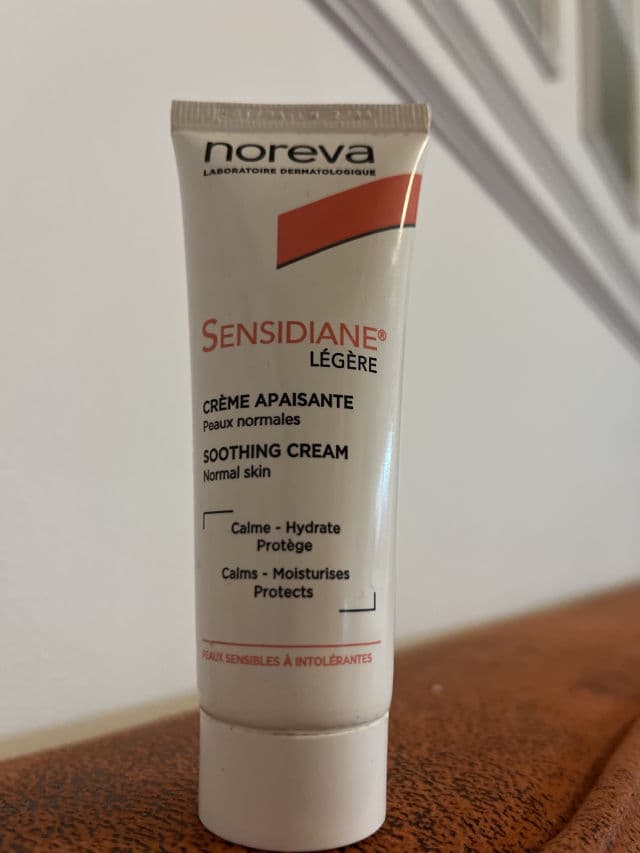 noreva
LABORATOIRE DERMATOLOGIQUE
SENSIDIANE®
LÉGÈRE
CRÈME APAISANTE
Peaux normales
SOOTHING CREAM
Normal skin
Calme - Hydrate
Protège
Calms - Moisturises
Protects
PEAUX SENSIBLES À INTOLÉRANTES